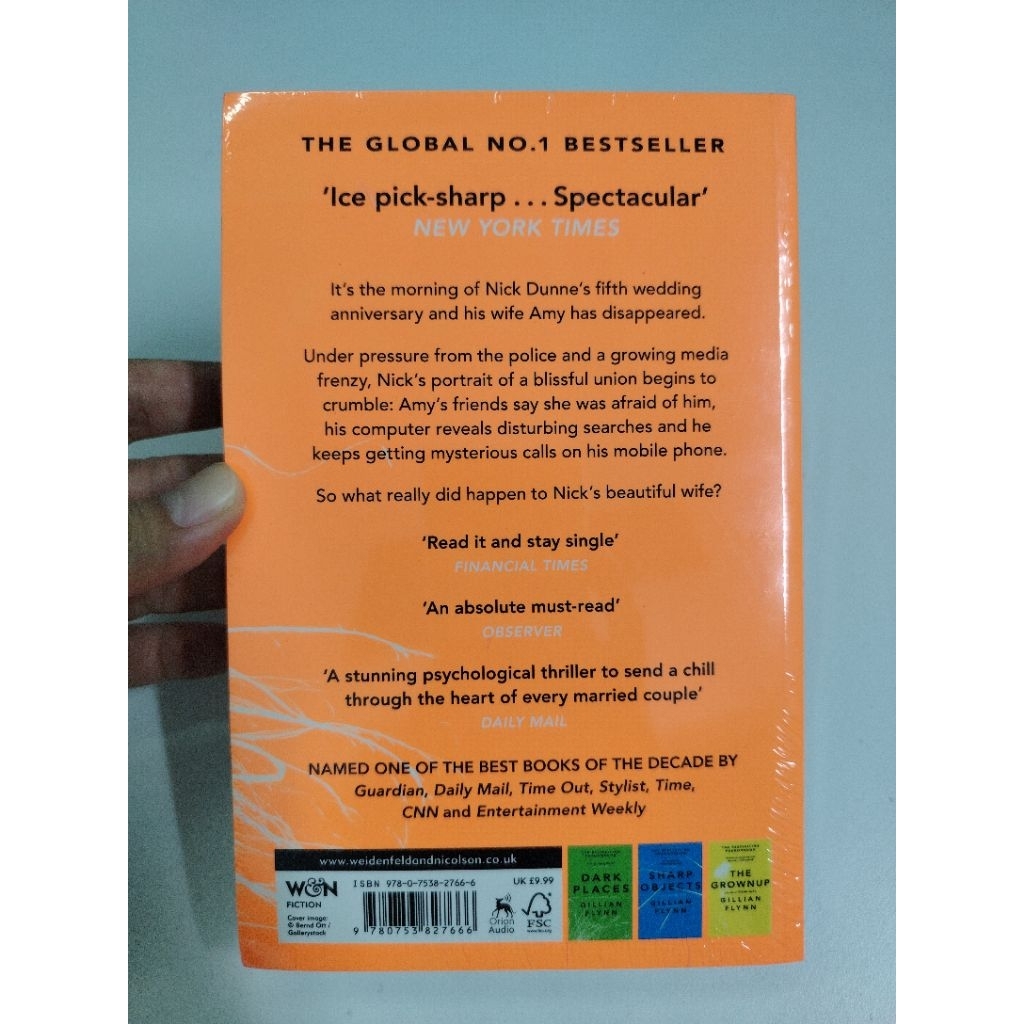 THE GLOBAL NO.1 BESTSELLER
'Ice pick-sharp . . . Spectacular'
NEW YORK TIMES
It's the morning of Nick Dunne's fifth wedding
anniversary and his wife Amy has disappeared.
Under pressure from the police and a growing media
frenzy, Nick's portrait of a blissful union begins to
crumble: Amy's friends say she was afraid of him,
his computer reveals disturbing searches and he
keeps getting mysterious calls on his mobile phone.
So what really did happen to Nick's beautiful wife?
'Read it and stay single'
FINANCIAL TIMES
'An absolute must-read'
OBSERVER
'A stunning psychological thriller to send a chill
through the heart of every married couple'
DAILY MAIL
NAMED ONE OF THE BEST BOOKS OF THE DECADE BY
Guardian, Daily Mail, Time Out, Stylist, Time,
CNN and Entertainment Weekly
www.weidenfeldandnicolson.co.uk
W&N
FICTION
Cover image:
© Bernd Ott /
Gallerystock
ISBN 978-0-7538-2766-6
9 780753 827666
UK £9.99
Orion
Audio
FSC
DARK
PLACES
GILLIAN
FLYNN
SHARP
OBJECTS
GILLIAN
FLYNN
THE
GROWNUP
GILLIAN
FLYNN